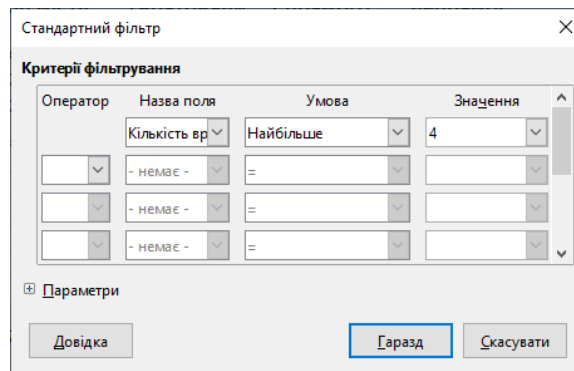 Стандартний фільтр
Критерії фільтрування
Оператор Назва поля Умова Значення
Кількість вр Найбільше 4
- немає - =
- немає - =
- немає - =
Параметри
Довідка Гаразд Скасувати